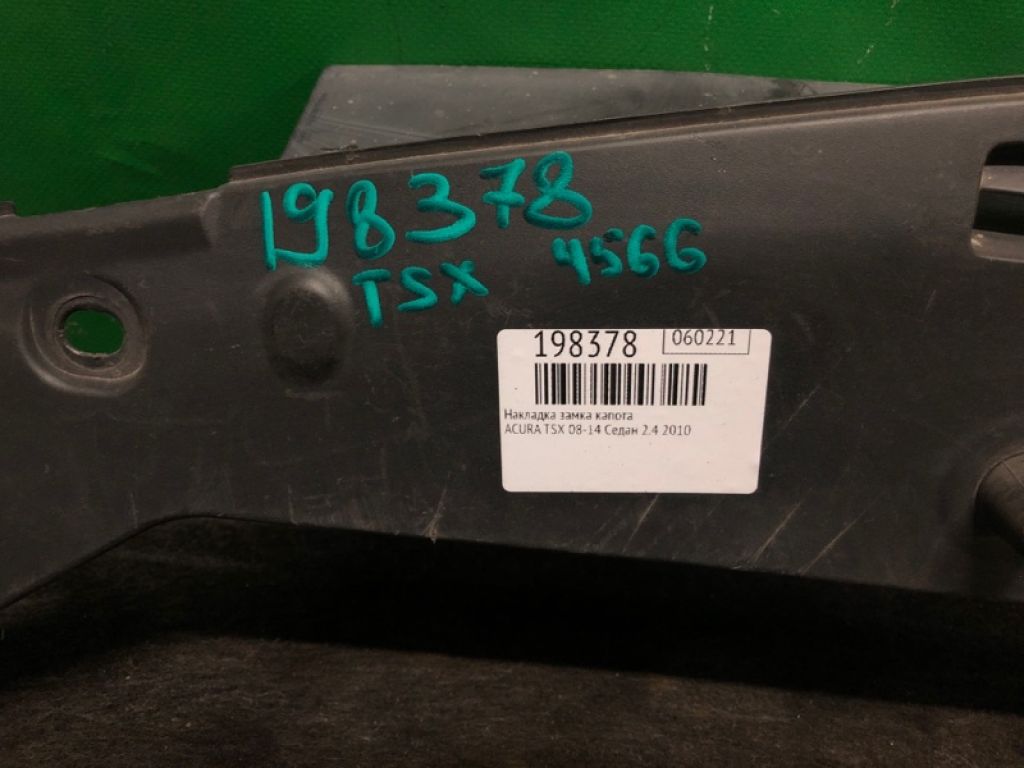 198378
TSX 4566
198378 060221
Накладка замка капота
ACURA TSX 08-14 Седан 2.4 2010